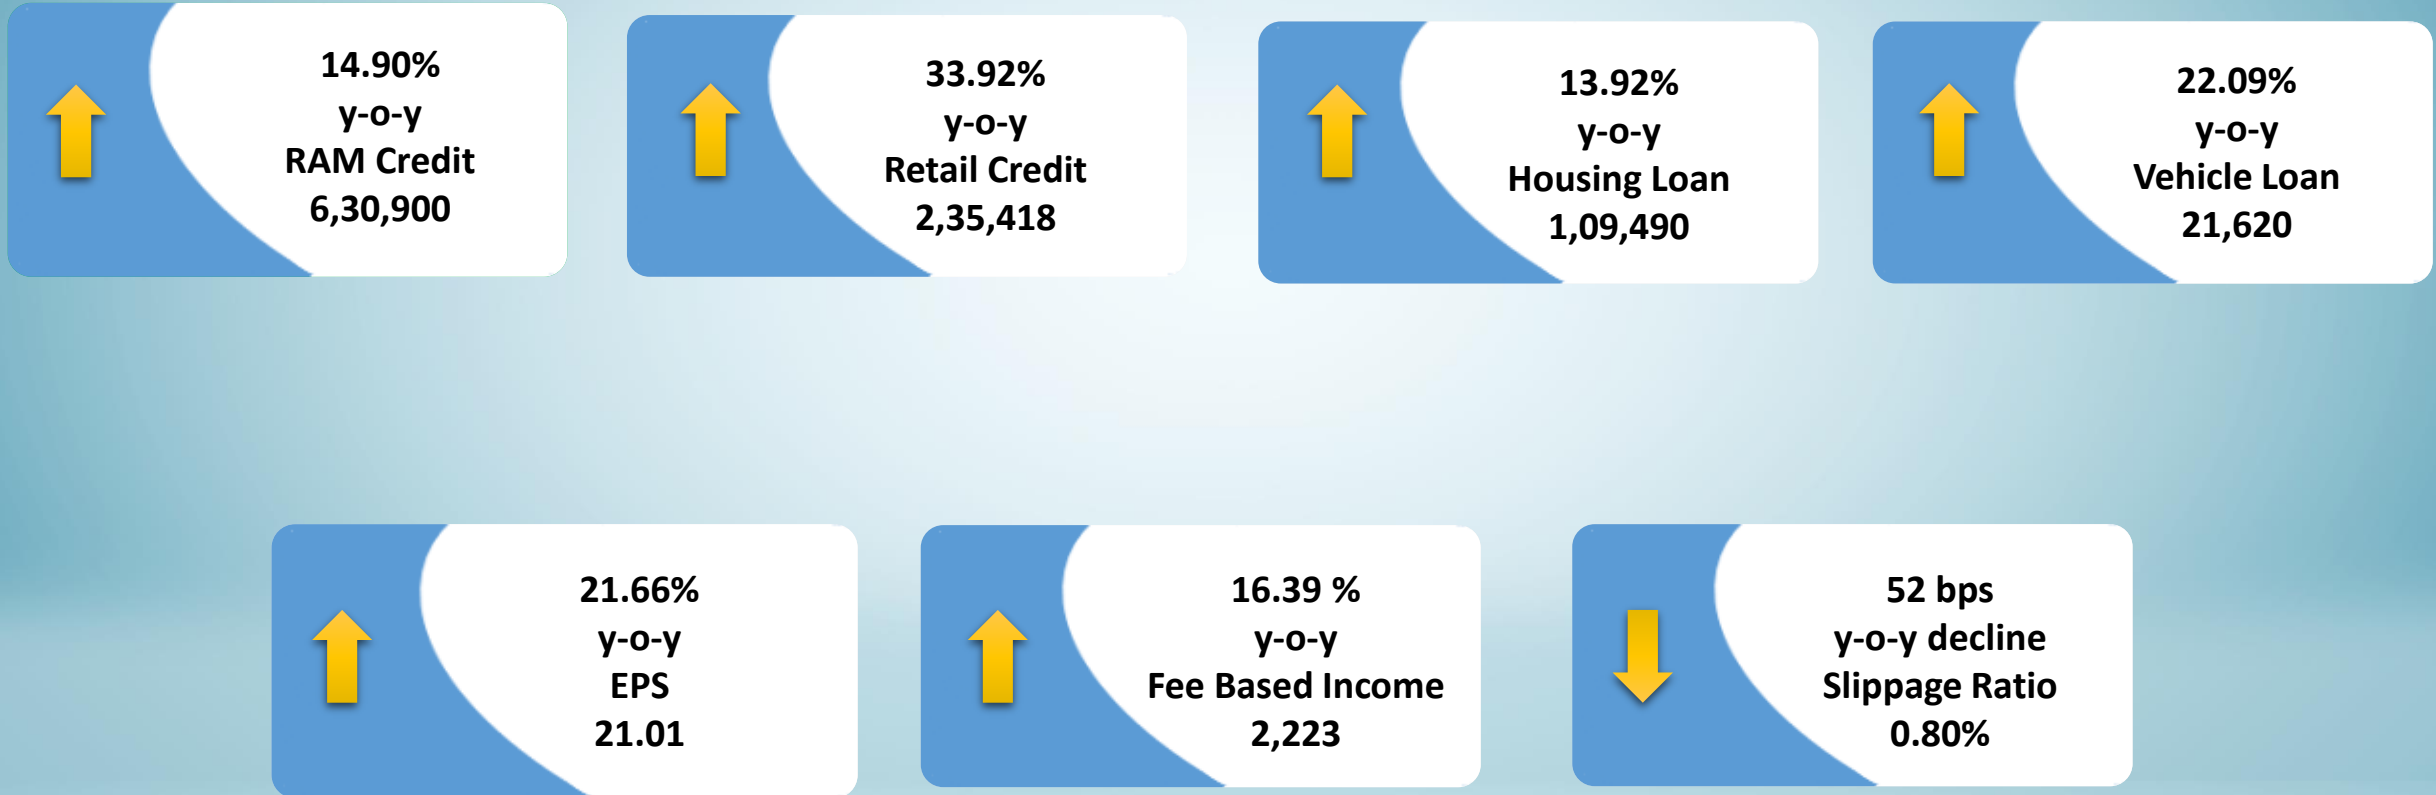 14.90%
y-o-y
RAM Credit
6,30,900
33.92%
y-o-y
Retail Credit
2,35,418
13.92%
y-o-y
Housing Loan
1,09,490
22.09%
y-o-y
Vehicle Loan
21,620
21.66%
y-o-y
EPS
21.01
16.39 %
y-o-y
Fee Based Income
2,223
52 bps
y-o-y decline
Slippage Ratio
0.80%